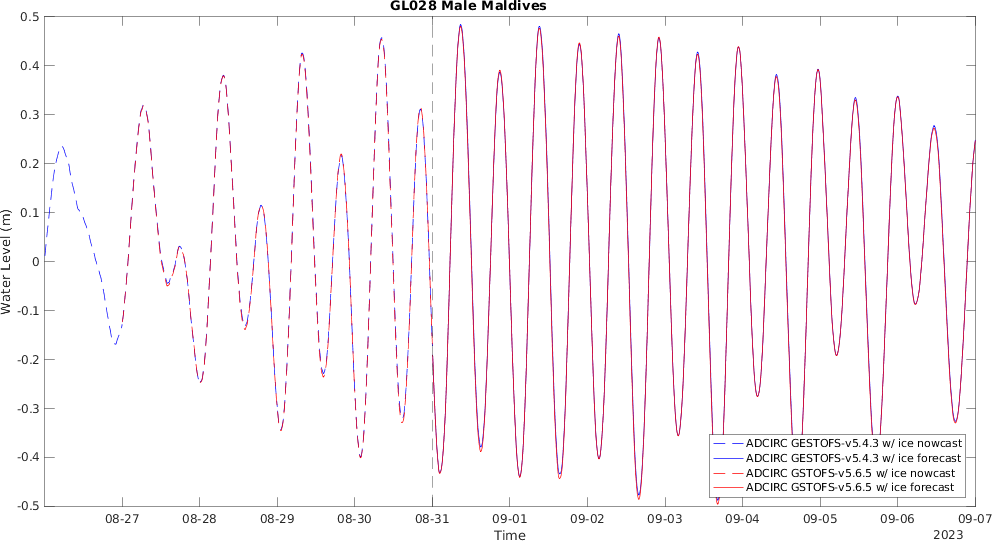 GL028 Male Maldives
0.5
0.4
0.3
0.2
0.1
0
-0.1
-0.2
-0.3
-0.4
-0.5
Water Level (m)
ADCIRC GESTOFS-v5.4.3 w/ ice nowcast
ADCIRC GESTOFS-v5.4.3 w/ ice forecast
ADCIRC GSTOFS-v5.6.5 w/ ice nowcast
ADCIRC GSTOFS-v5.6.5 w/ ice forecast
08-27 08-28 08-29 08-30 08-31 09-01 09-02 09-03 09-04 09-05 09-06 09-07
Time
2023